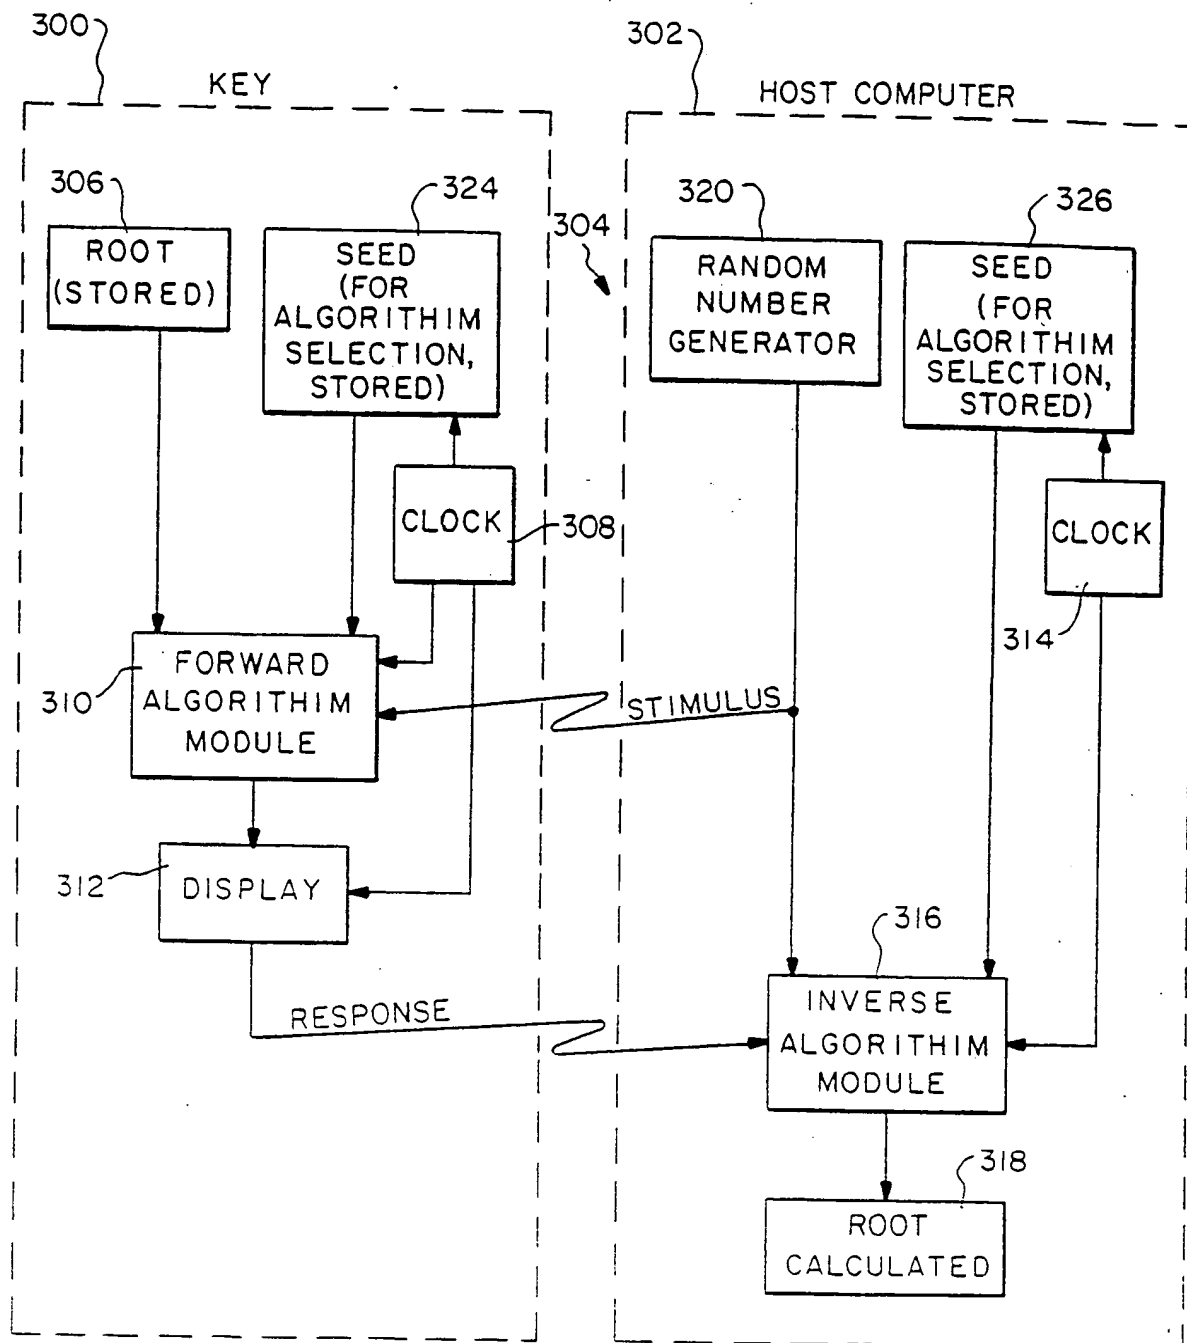 300
KEY
302
HOST COMPUTER
306
ROOT
(STORED)
324
SEED
(FOR
ALGORITHIM
SELECTION,
STORED)
304
320
RANDOM
NUMBER
GENERATOR
326
SEED
(FOR
ALGORITHIM
SELECTION,
STORED)
CLOCK
308
CLOCK
314
310
FORWARD
ALGORITHIM
MODULE
STIMULUS
312
DISPLAY
RESPONSE
316
INVERSE
ALGORITHIM
MODULE
318
ROOT
CALCULATED